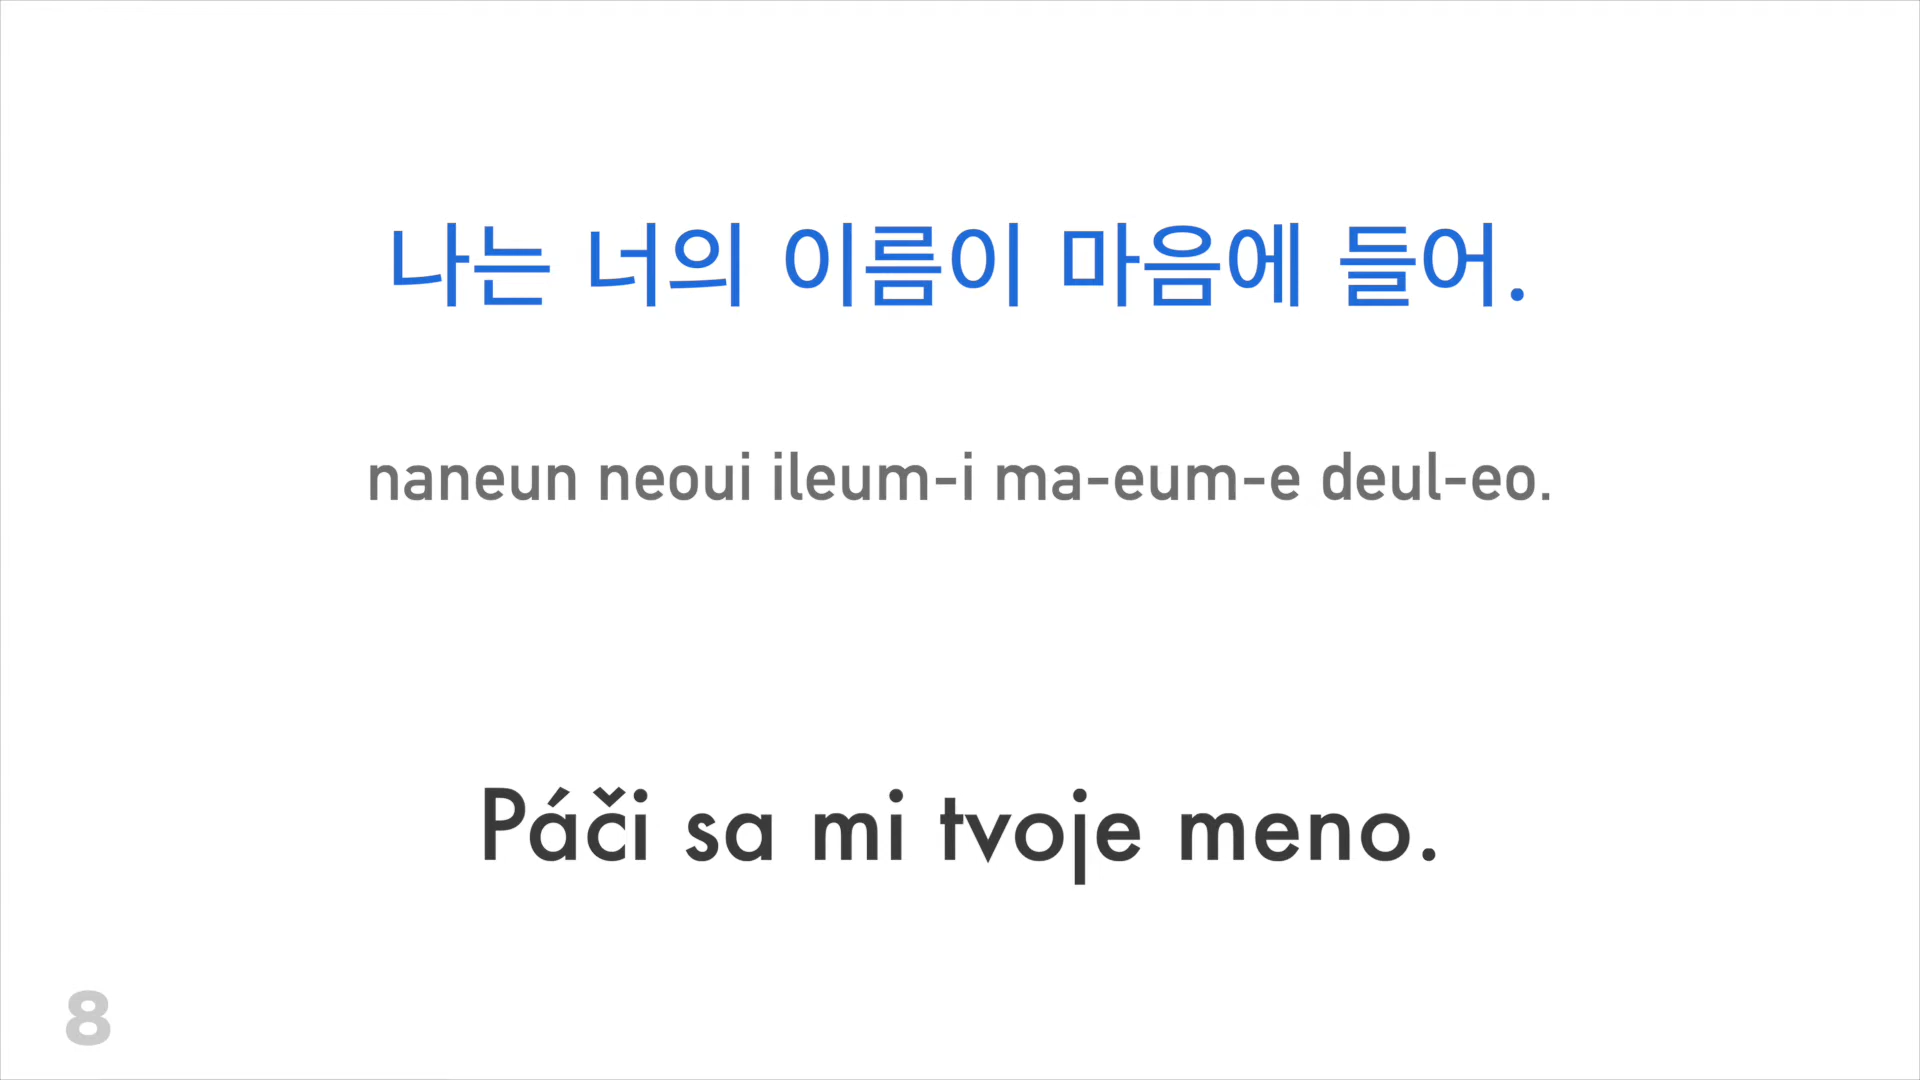 나는 너의 이름이 마음에 들어.
naneun neoui ileum-i ma-eum-e deul-eo.
Páči sa mi tvoje meno.
8